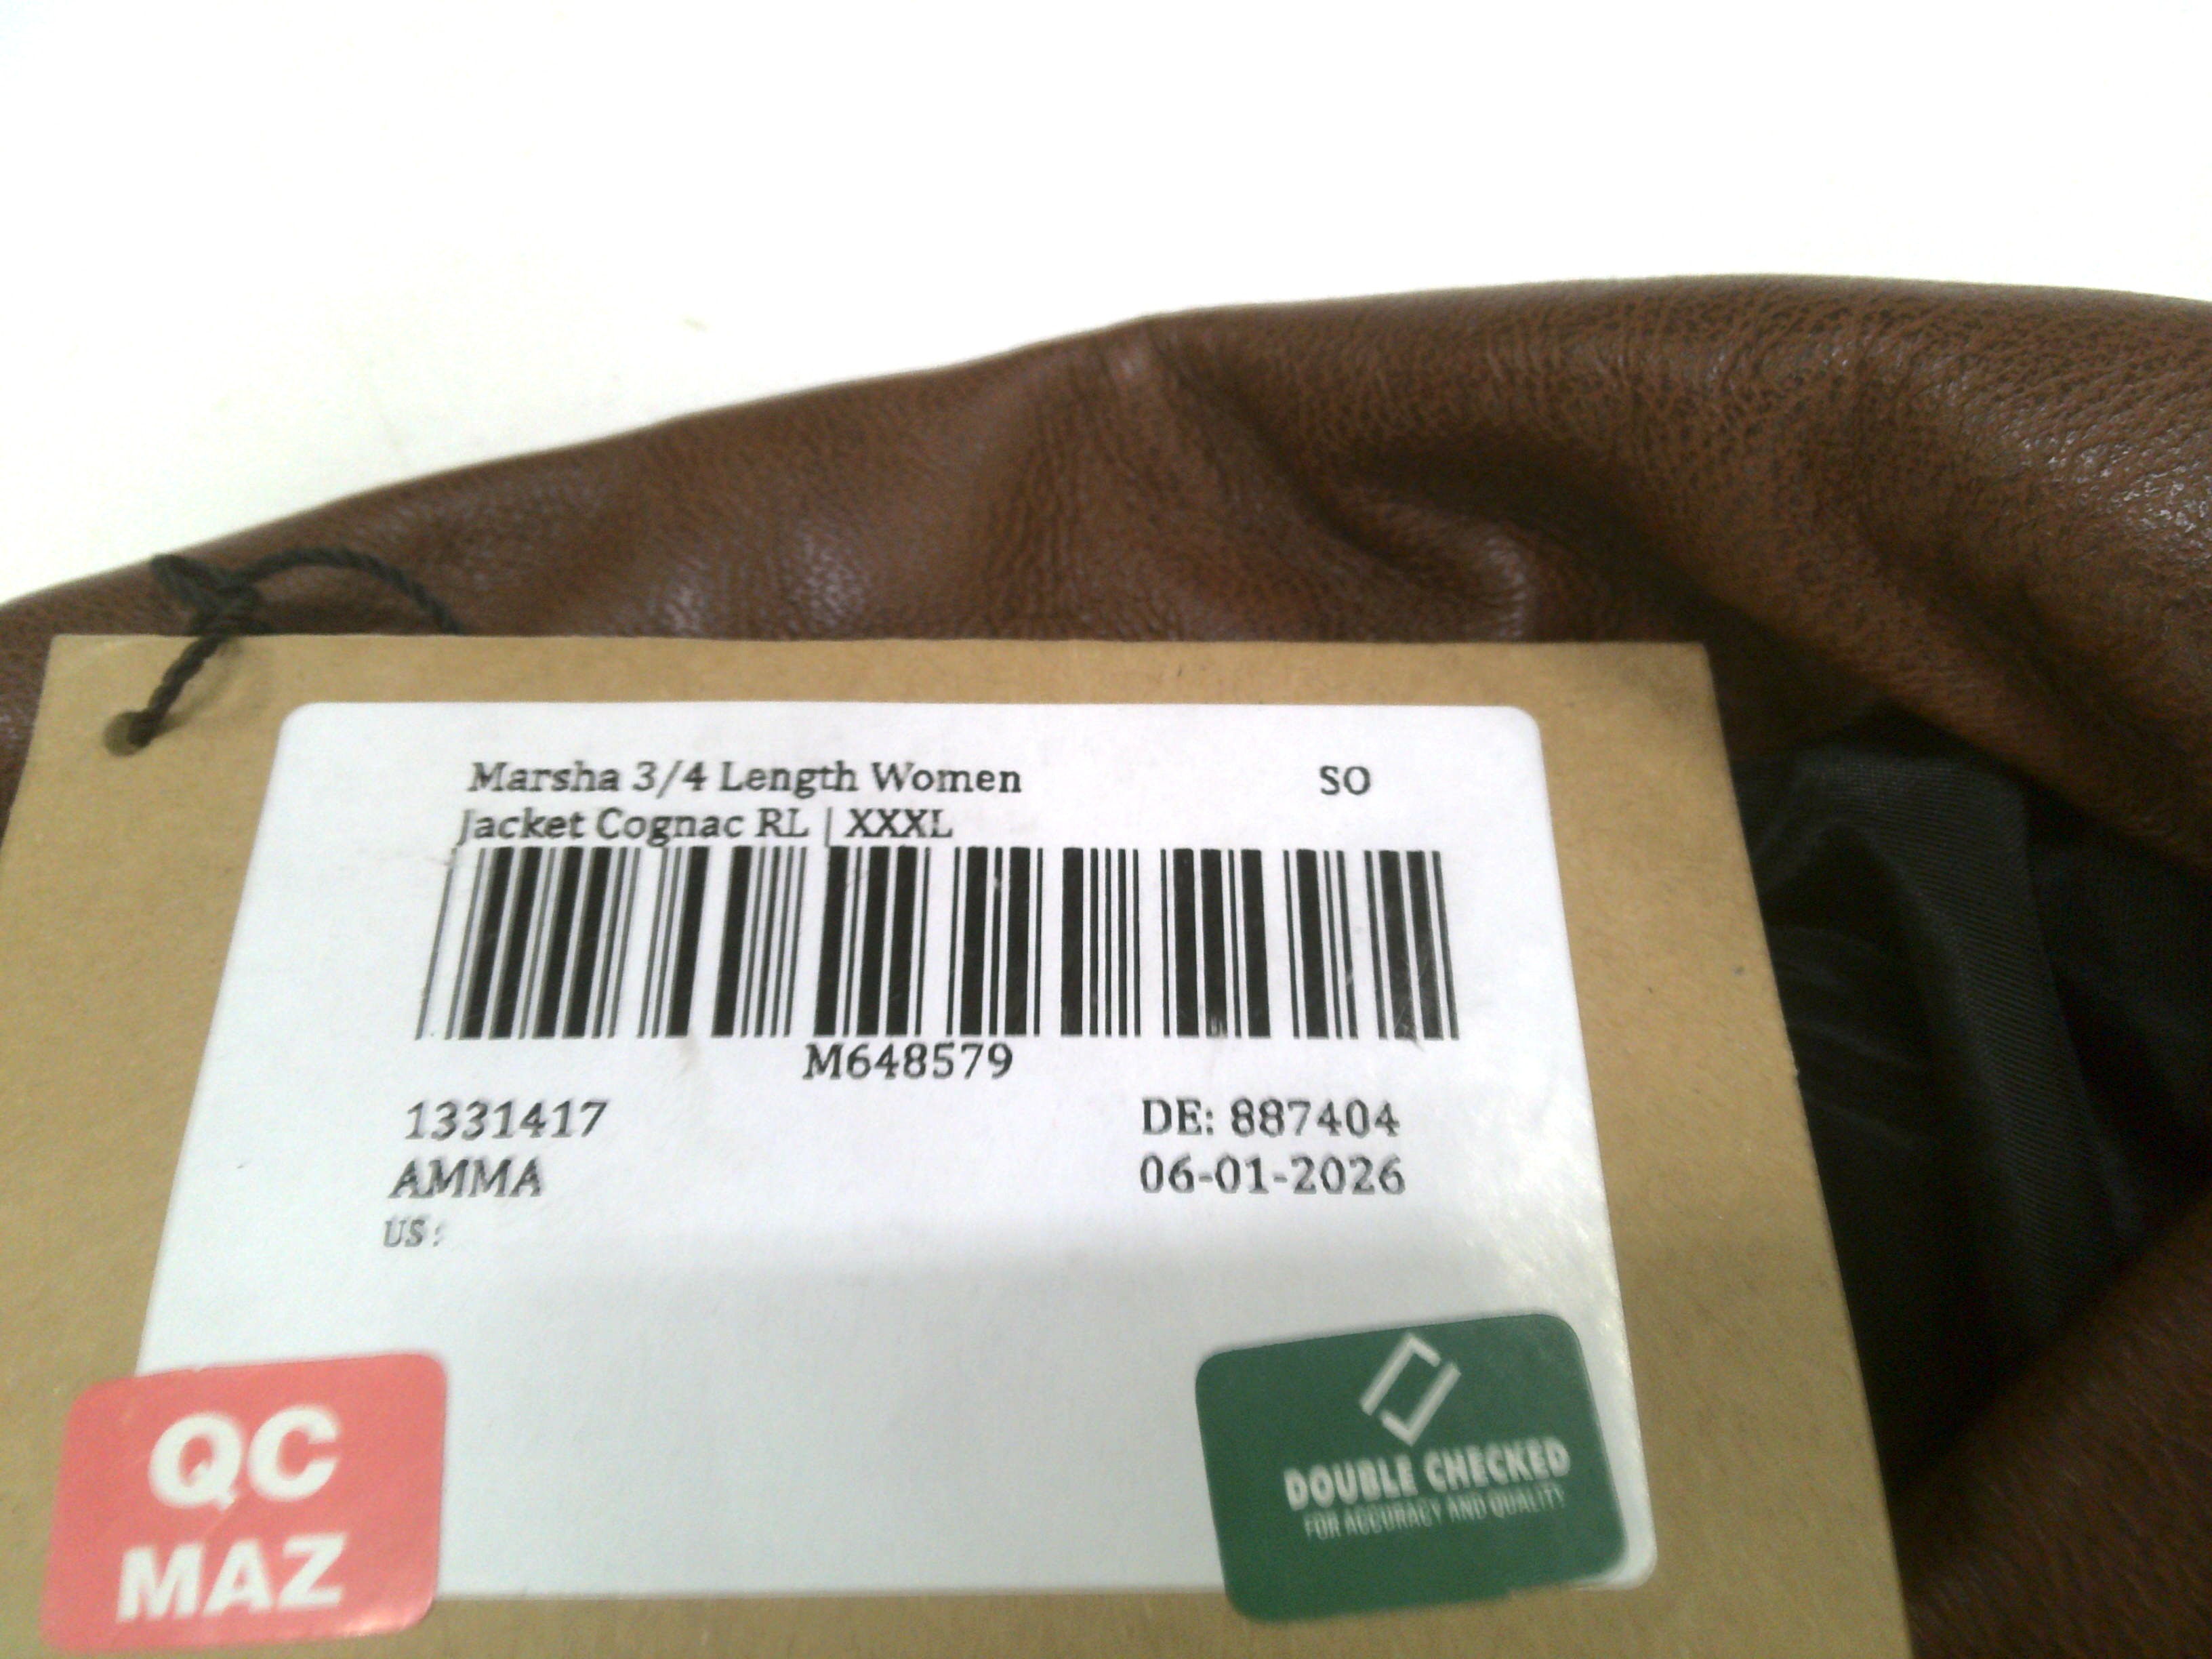 Marsha 3/4 Length Women SO
Jacket Cognac RL | XXXL
M648579
1331417 DE: 887404
AMMA 06-01-2026
US :
QC
MAZ
DOUBLE CHECKED
FOR ACCURACY AND QUALITY